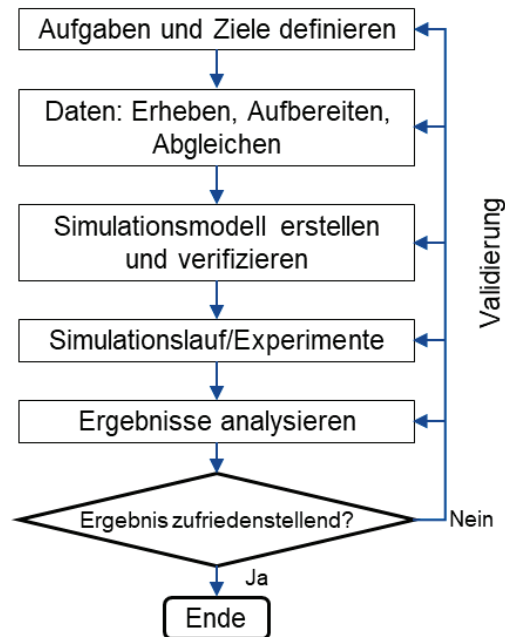 Aufgaben und Ziele definieren
Daten: Erheben, Aufbereiten,
Abgleichen
Simulationsmodell erstellen
und verifizieren
Simulationslauf/Experimente
Ergebnisse analysieren
Ergebnis zufriedenstellend?
Nein
Ja
Ende
Validierung